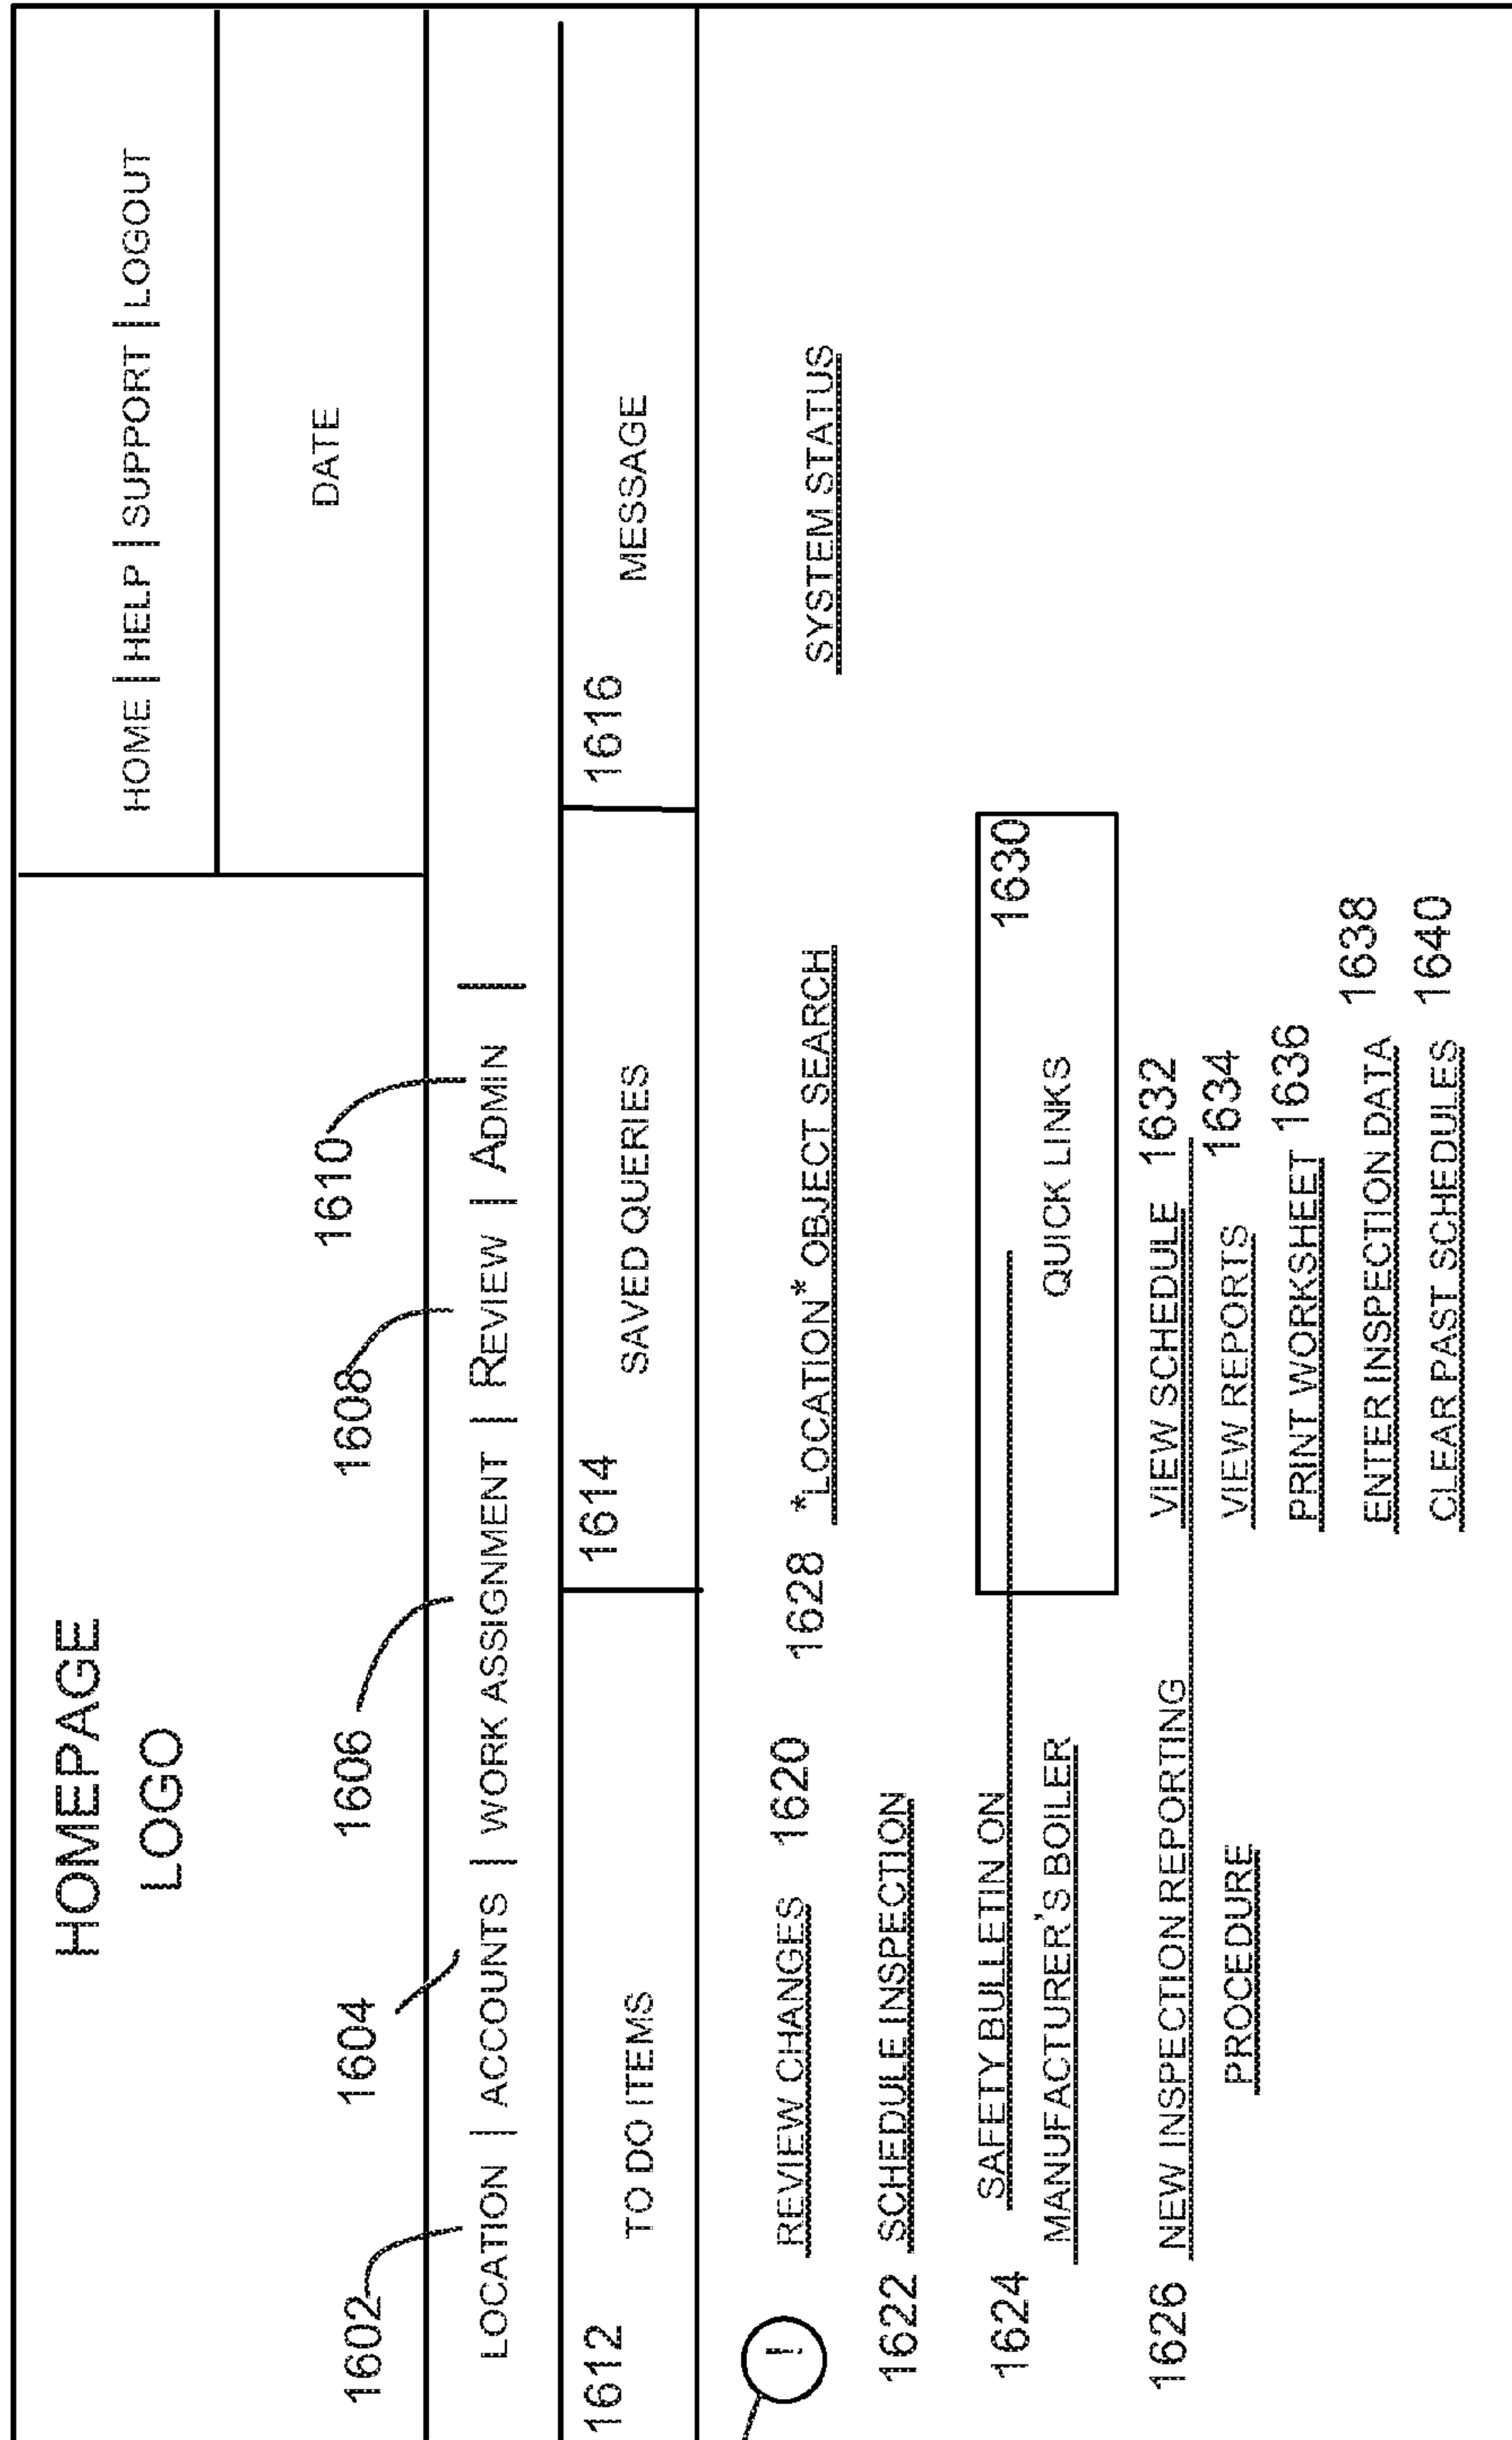 HOMEPAGE
LOGO
HOME | HELP | SUPPORT | LOGOUT
DATE
1602
1604
1606
1608
1610
LOCATION | ACCOUNTS | WORK ASSIGNMENT | REVIEW | ADMIN |
1612
TO DO ITEMS
1614
SAVED QUERIES
1616
MESSAGE
!
REVIEW CHANGES 1620
1622 SCHEDULE INSPECTION
1624 SAFETY BULLETIN ON
MANUFACTURER'S BOILER
1626 NEW INSPECTION REPORTING
PROCEDURE
1628 *LOCATION* OBJECT SEARCH
1630
QUICK LINKS
VIEW SCHEDULE 1632
VIEW REPORTS 1634
PRINT WORKSHEET 1636
ENTER INSPECTION DATA 1638
CLEAR PAST SCHEDULES 1640
SYSTEM STATUS